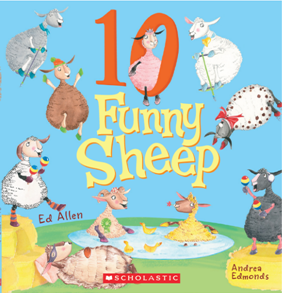 10
Funny
Sheep
Ed Allen
Andrea
Edmonds
SCHOLASTIC